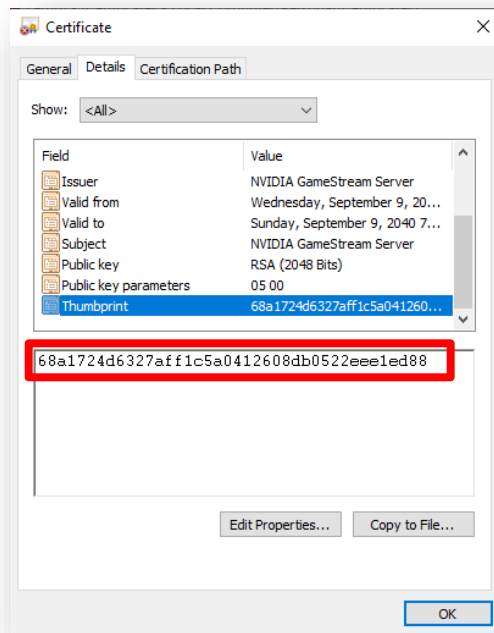 Certificate
General Details Certification Path
Show: <All>
Field Value
Issuer NVIDIA GameStream Server
Valid from Wednesday, September 9, 20...
Valid to Sunday, September 9, 2040 7...
Subject NVIDIA GameStream Server
Public key RSA (2048 Bits)
Public key parameters 05 00
Thumbprint 68a1724d6327aff1c5a041260...
68a1724d6327aff1c5a0412608db0522eee1ed88
Edit Properties... Copy to File...
OK